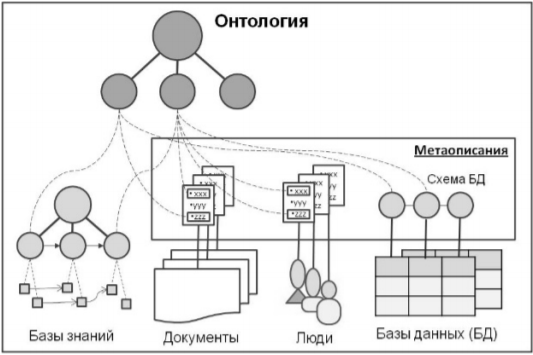 Онтология
Метаописания
Схема БД
•xxx
•yyy
•zzz
•xxx
•yyy
•zzz
Базы знаний
Документы
Люди
Базы данных (БД)